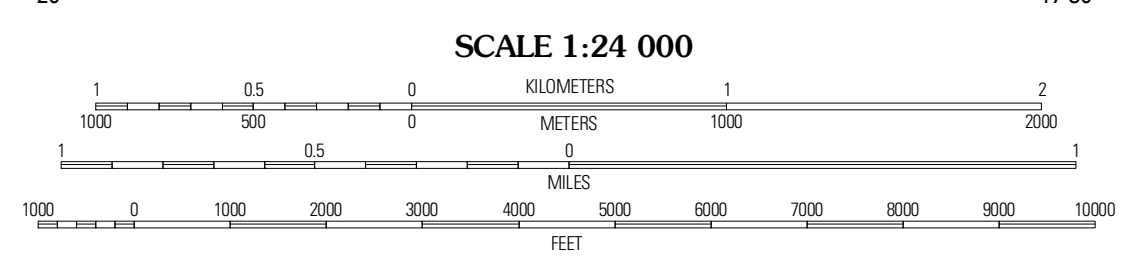 SCALE 1:24 000
1 0.5 0 KILOMETERS 1 2
1000 500 0 METERS 1000 2000
1 0.5 0 1
MILES
1000 0 1000 2000 3000 4000 5000 6000 7000 8000 9000 10000
FEET